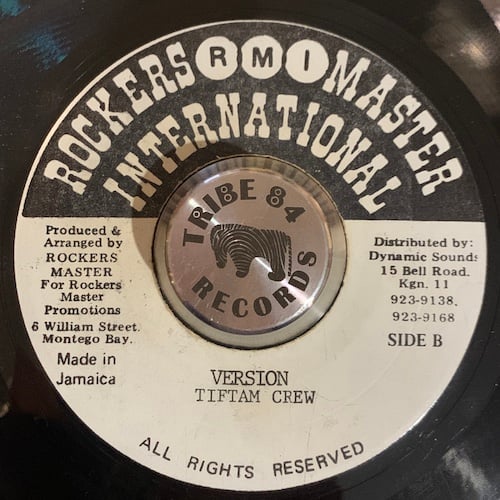 ROCKERS RMI MASTER
INTERNATIONAL
TRIBE 84
RECORDS
Produced &
Arranged by
ROCKERS
MASTER
For Rockers
Master
Promotions
6 William Street.
Montego Bay.
Made in
Jamaica
Distributed by:
Dynamic Sounds
15 Bell Road.
Kgn. 11
923-9138.
923-9168
SIDE B
VERSION
TIFTAM CREW
ALL RIGHTS RESERVED